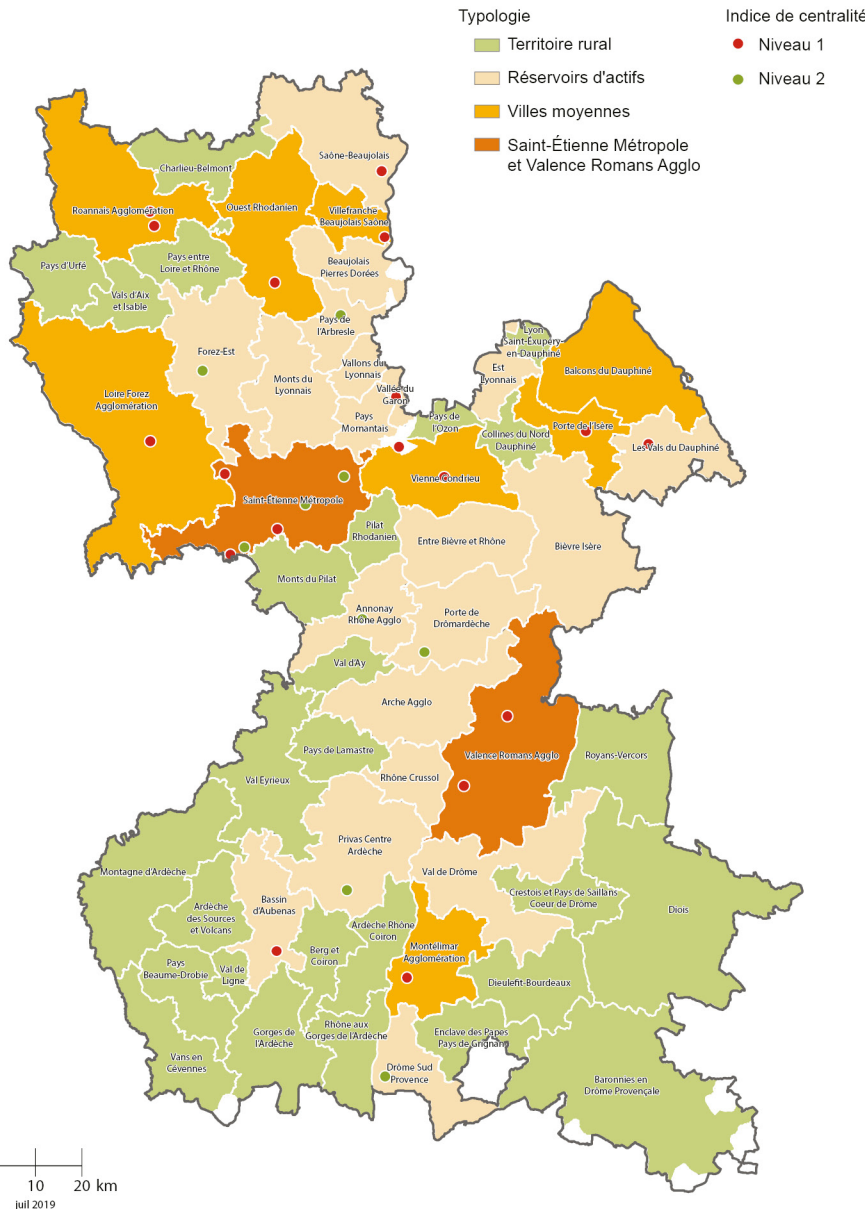 Typologie
Territoire rural
Réservoirs d'actifs
Villes moyennes
Saint-Étienne Métropole
et Valence Romans Agglo
Indice de centralité
Niveau 1
Niveau 2
Saône-Beaujolais
Charlieu-Belmont
Roannais Agglomération
Ouest Rhodanien
Villefranche
Beaujolais Saône
Pays d'Urfé
Pays entre
Loire et Rhône
Beaujolais
Pierres Dorées
Vals d'Aix
et Isable
Pays de
l'Arbresle
Forez-Est
Monts du
Lyonnais
Vallons du
Lyonnais
Vallée du
Garon
Pays
Mornantais
Loire Forez
Agglomération
Lyon
Saint-Exupéry-
en-Dauphiné
Est
Lyonnais
Balcons du Dauphiné
Pays de
l'Ozon
Collines du Nord
Dauphiné
Porte de l'Isère
Les Vals du Dauphiné
Saint-Étienne Métropole
Vienne Condrieu
Pilat
Rhodanien
Entre Bièvre et Rhône
Bièvre Isère
Monts du Pilat
Annonay
Rhône Agglo
Porte de
Drômardèche
Val d'Ay
Arche Agglo
Pays de Lamastre
Valence Romans Agglo
Royans-Vercors
Val Eyrieux
Rhône Crussol
Privas Centre
Ardèche
Montagne d'Ardèche
Val de Drôme
Bassin
d'Aubenas
Crestois et Pays de Saillans
Coeur de Drôme
Diois
Ardèche
des Sources
et Volcans
Ardèche Rhône
Coiron
Berg et
Coiron
Montélimar
Agglomération
Pays
Beaume-Drobie
Val de
Ligne
Dieulefit-Bourdeaux
Gorges de
l'Ardèche
Rhône aux
Gorges de l'Ardèche
Enclave des Papes
Pays de Grignan
Vans en
Cévennes
Drôme Sud
Provence
Baronnies en
Drôme Provençale
10 20 km
juil 2019